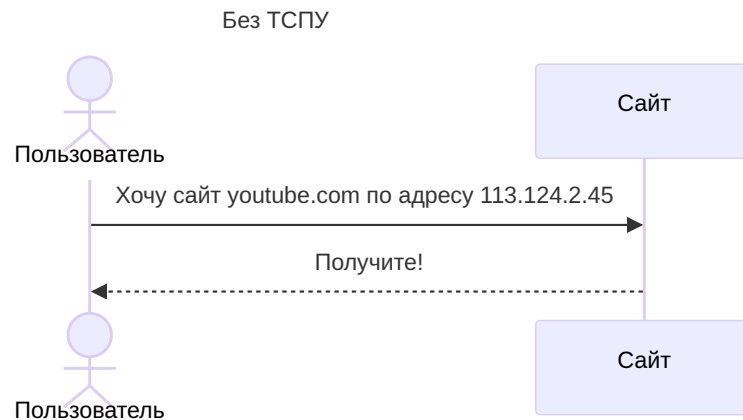 Без ТСПУ
Сайт
Пользователь
Хочу сайт youtube.com по адресу 113.124.2.45
Получите!
Сайт
Пользователь